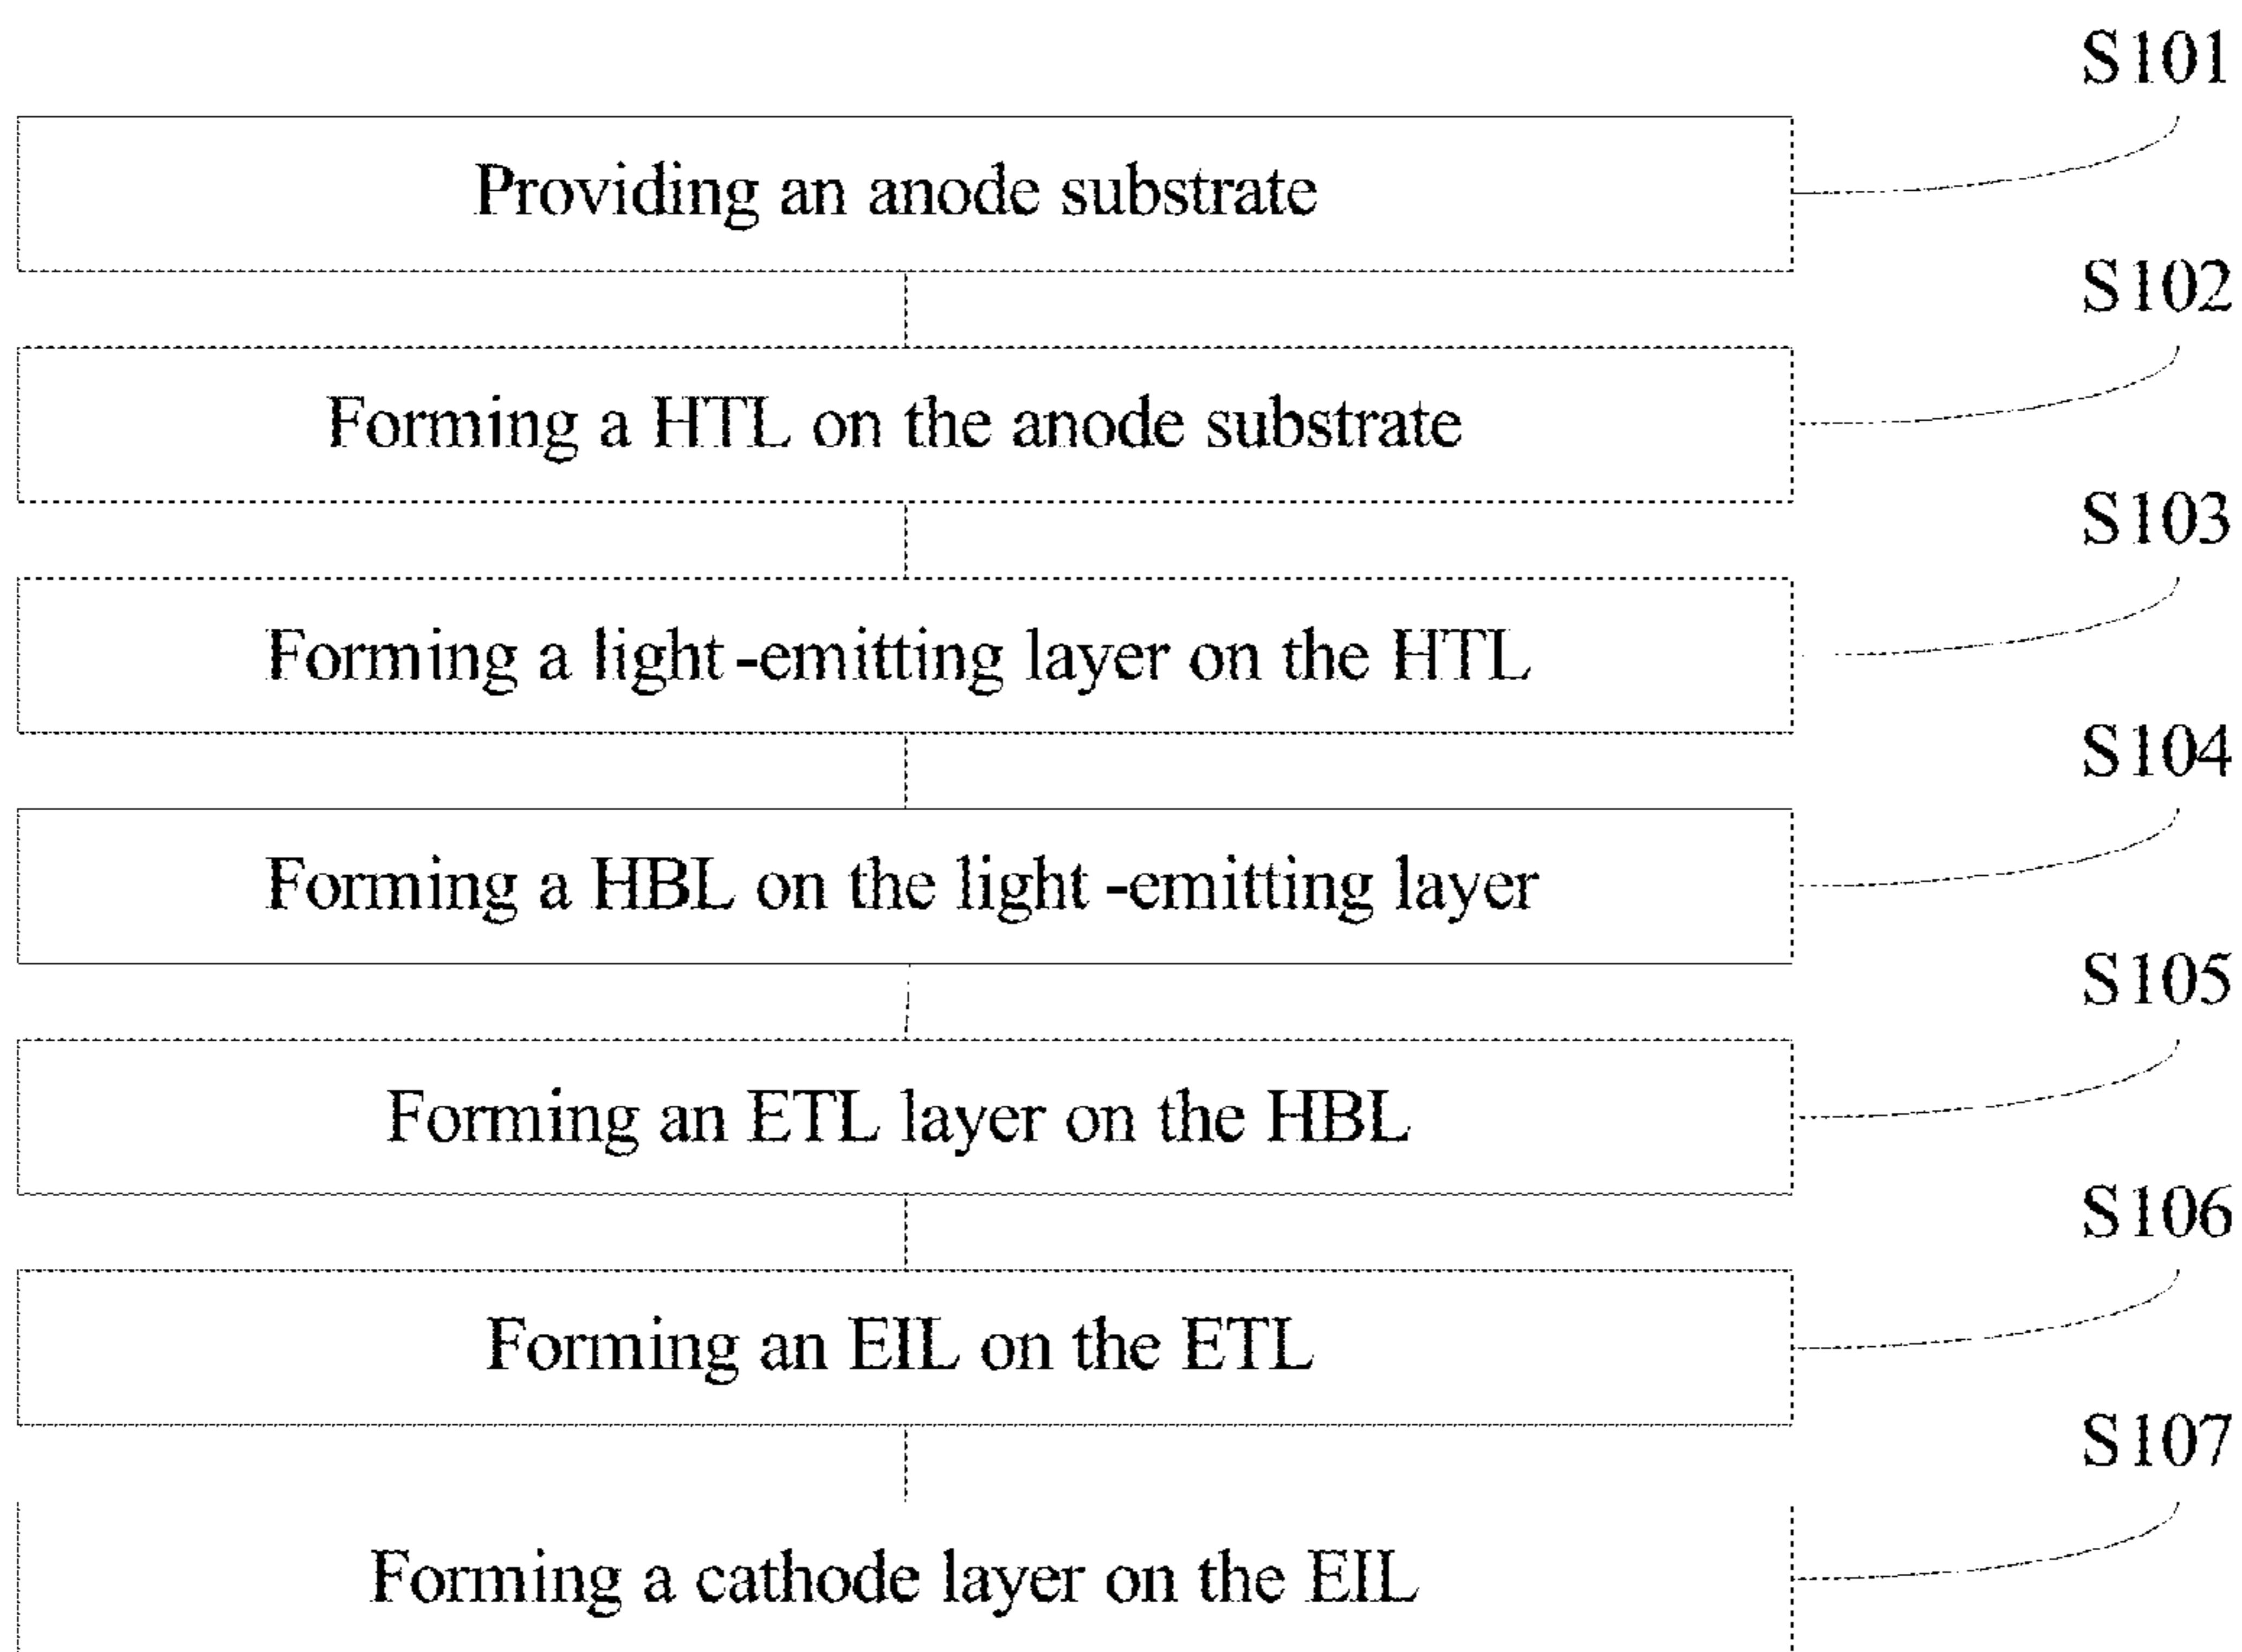 S101
Providing an anode substrate
S102
Forming a HTL on the anode substrate
S103
Forming a light-emitting layer on the HTL
S104
Forming a HBL on the light-emitting layer
S105
Forming an ETL layer on the HBL
S106
Forming an EIL on the ETL
S107
Forming a cathode layer on the EIL